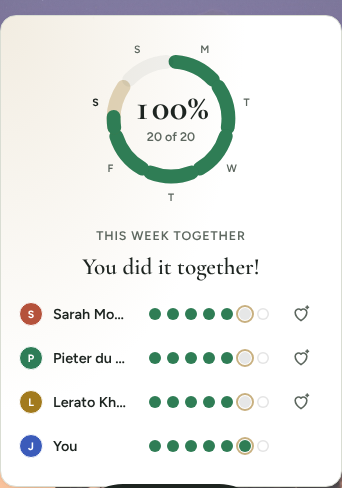 S
M
S
T
100%
20 of 20
F
W
T
THIS WEEK TOGETHER
You did it together!
S Sarah Mo...
P Pieter du ...
L Lerato Kh...
J You